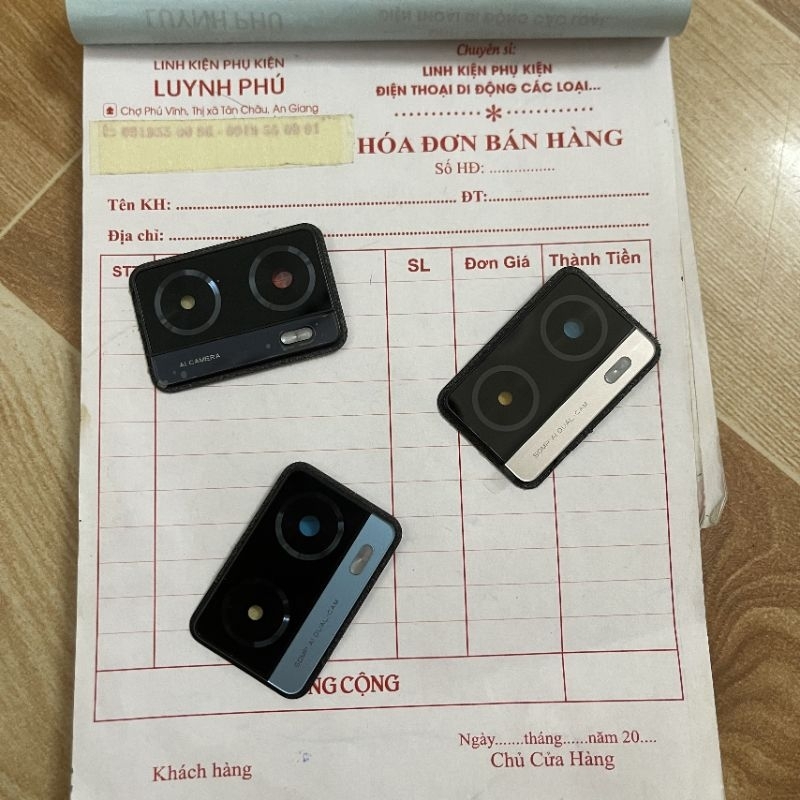 LINH KIỆN PHỤ KIỆN
LUYNH PHÚ
Chợ Phú Vĩnh, Thị xã Tân Châu, An Giang
Chuyên sỉ:
LINH KIỆN PHỤ KIỆN
ĐIỆN THOẠI DI ĐỘNG CÁC LOẠI...
HÓA ĐƠN BÁN HÀNG
Số HĐ: ................
Tên KH: ........................ ĐT:........................
Địa chỉ: ........................
SL Đơn Giá Thành Tiền
AI CAMERA
50MP AI DUAL-CAM
50MP AI DUAL-CAM
CỘNG
Ngày.......tháng......năm 20....
Khách hàng
Chủ Cửa Hàng